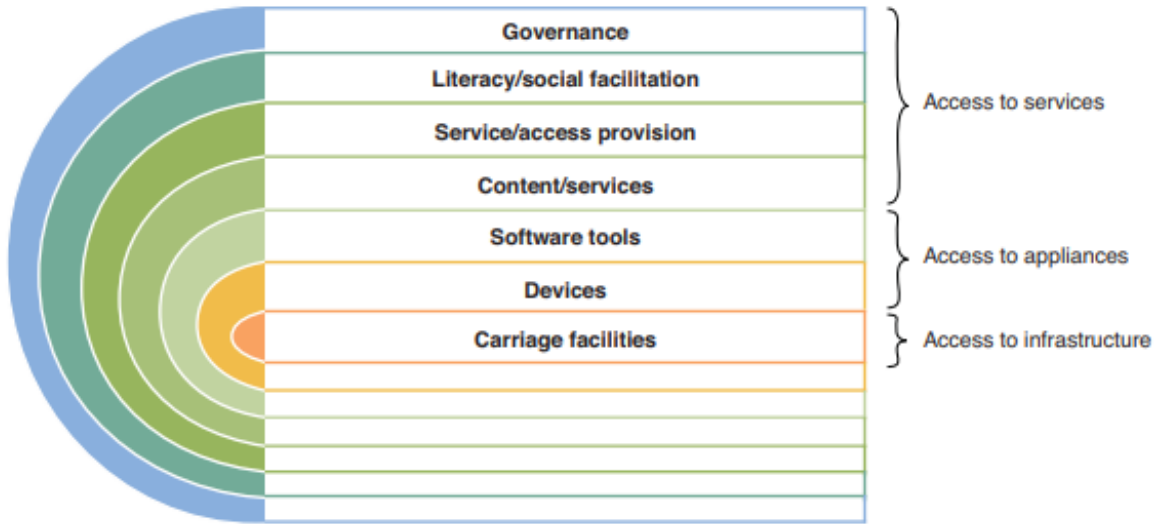 Governance
Literacy/social facilitation
Service/access provision
Content/services
Access to services
Software tools
Devices
Access to appliances
Carriage facilities
Access to infrastructure